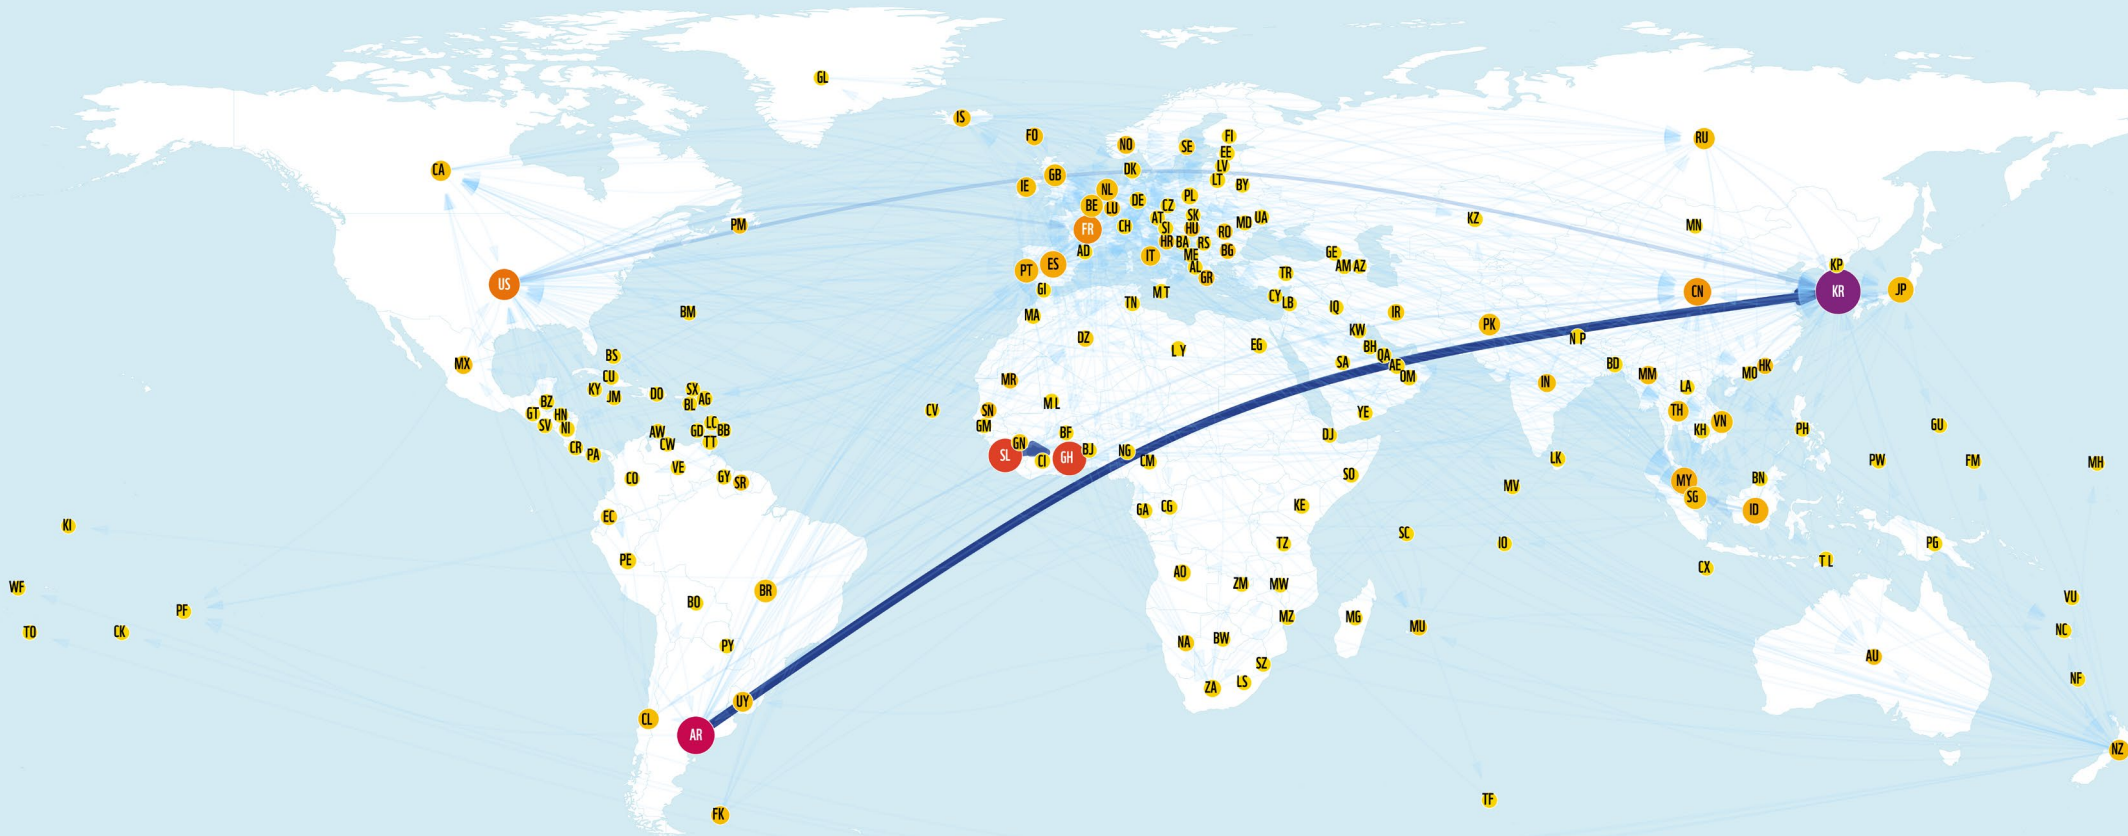 GL
IS
FO
NO
SE
FI
EE
LV
LT
BY
DK
GB
IE
NL
BE
LU
DE
PL
CZ
SK
AT
SI
HU
RO
MD
UA
CH
FR
AD
HR
BA
RS
BG
IT
ME
AL
GR
PT
ES
GI
MT
TN
MA
DZ
LY
EG
TR
CY
LB
GE
AM
AZ
IQ
IR
KW
BH
QA
AE
OM
SA
YE
DJ
SO
KZ
RU
MN
CN
KP
KR
JP
PK
NP
IN
BD
MM
LA
MO
HK
TH
KH
VN
PH
GU
LK
MV
IO
MY
SG
BN
ID
PW
FM
MH
PG
TL
CX
CA
PM
US
BM
MX
BS
CU
KY
JM
DO
SX
BL
AG
BZ
GT
HN
SV
NI
CR
PA
AW
CW
GD
LC
BB
TT
VE
CO
GY
SR
EC
PE
BR
BO
PY
UY
CL
AR
FK
CV
MR
SN
GM
ML
GN
SL
CI
BF
GH
BJ
NG
CM
GA
CG
KE
TZ
SC
AO
ZM
MW
MZ
MG
MU
NA
BW
SZ
LS
ZA
TF
KI
WF
PF
TO
CK
VU
NC
NF
AU
NZ